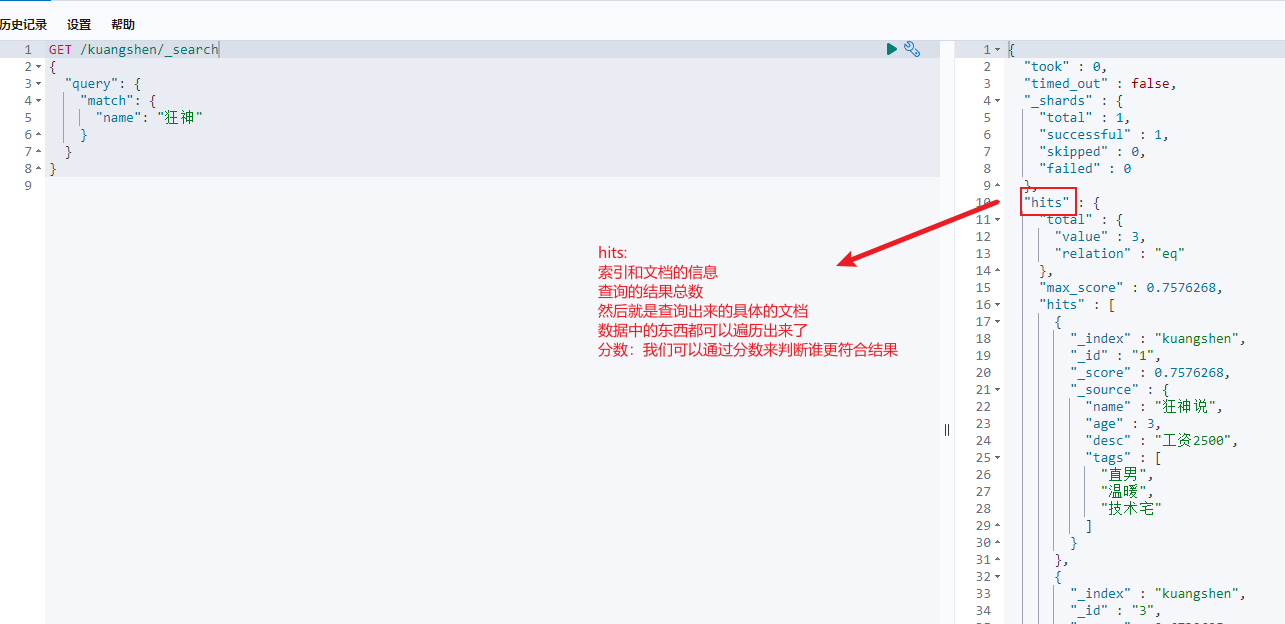 历史记录 设置 帮助
1 GET /kuangshen/_search
2 {
3 "query": {
4 "match": {
5 "name": "狂神"
6 }
7 }
8 }
9
hits:
索引和文档的信息
查询的结果总数
然后就是查询出来的具体的文档
数据中的东西都可以遍历出来了
分数：我们可以通过分数来判断谁更符合结果
1 {
2 "took" : 0,
3 "timed_out" : false,
4 "_shards" : {
5 "total" : 1,
6 "successful" : 1,
7 "skipped" : 0,
8 "failed" : 0
9 },
10 "hits" : {
11 "total" : {
12 "value" : 3,
13 "relation" : "eq"
14 },
15 "max_score" : 0.7576268,
16 "hits" : [
17 {
18 "_index" : "kuangshen",
19 "_id" : "1",
20 "_score" : 0.7576268,
21 "_source" : {
22 "name" : "狂神说",
23 "age" : 3,
24 "desc" : "工资2500",
25 "tags" : [
26 "直男",
27 "温暖",
28 "技术宅"
29 ]
30 }
31 },
32 {
33 "_index" : "kuangshen",
34 "_id" : "3",